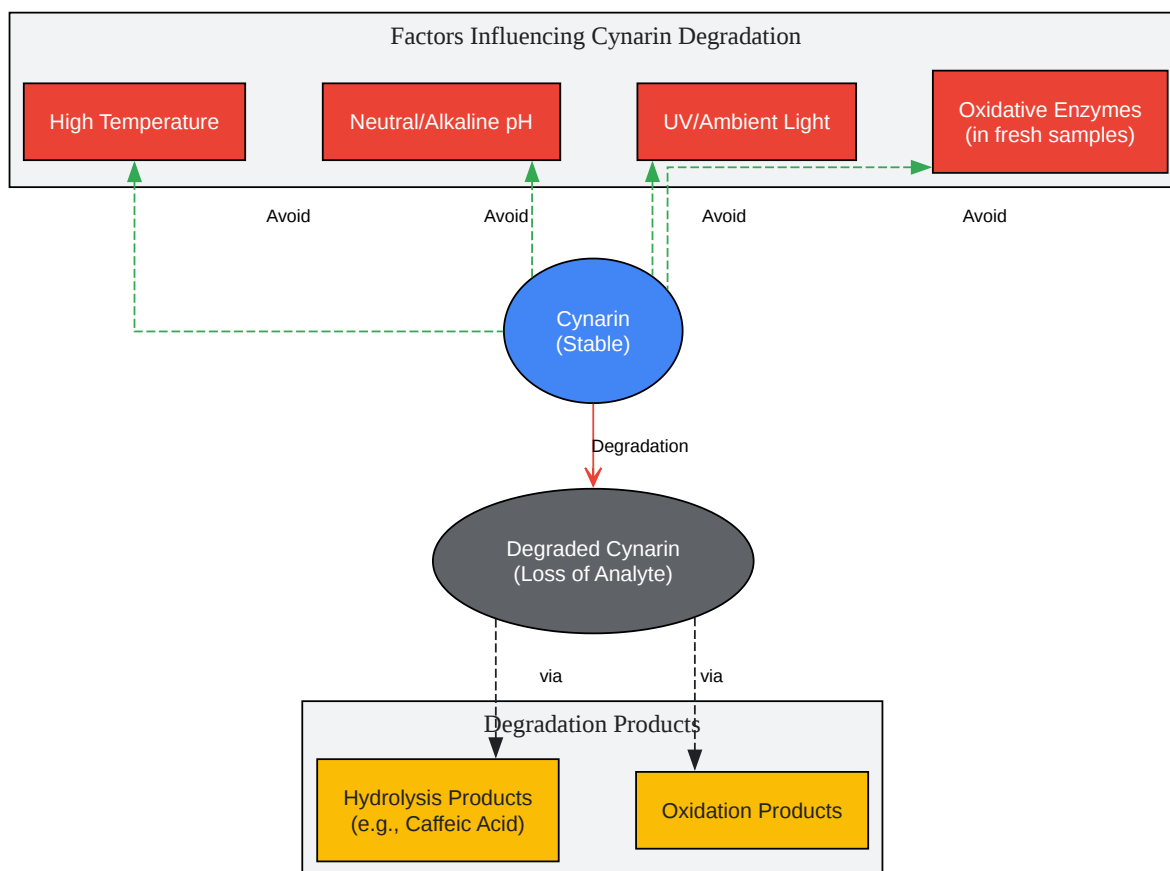 Factors Influencing Cynarin Degradation
High Temperature
Neutral/Alkaline pH
UV/Ambient Light
Oxidative Enzymes
(in fresh samples)
Avoid
Avoid
Avoid
Avoid
Cynarin
(Stable)
Degradation
Degraded Cynarin
(Loss of Analyte)
via
via
Degradation Products
Hydrolysis Products
(e.g., Caffeic Acid)
Oxidation Products